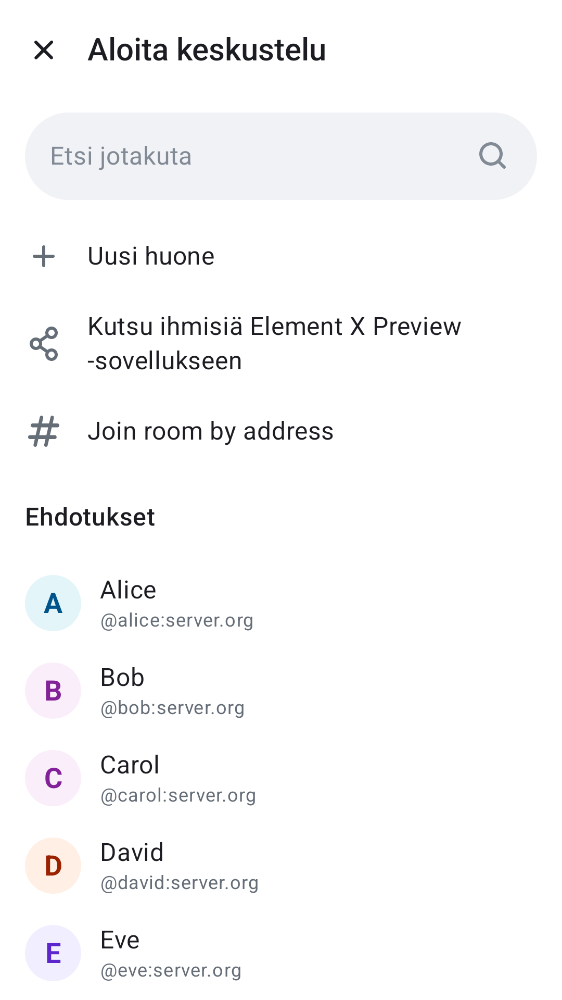 Aloita keskustelu
Etsi jotakuta
Uusi huone
Kutsu ihmisiä Element X Preview
-sovellukseen
Join room by address
Ehdotukset
A
Alice
@alice:server.org
B
Bob
@bob:server.org
C
Carol
@carol:server.org
D
David
@david:server.org
E
Eve
@eve:server.org